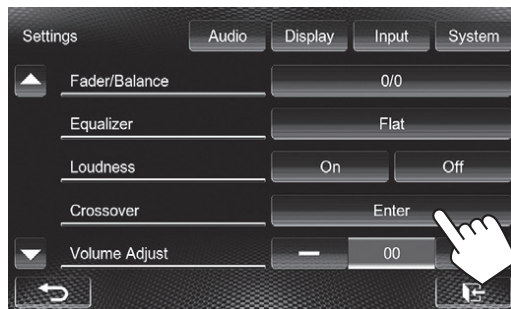 Settings Audio Display Input System
Fader/Balance 0/0
Equalizer Flat
Loudness On Off
Crossover Enter
Volume Adjust — 00